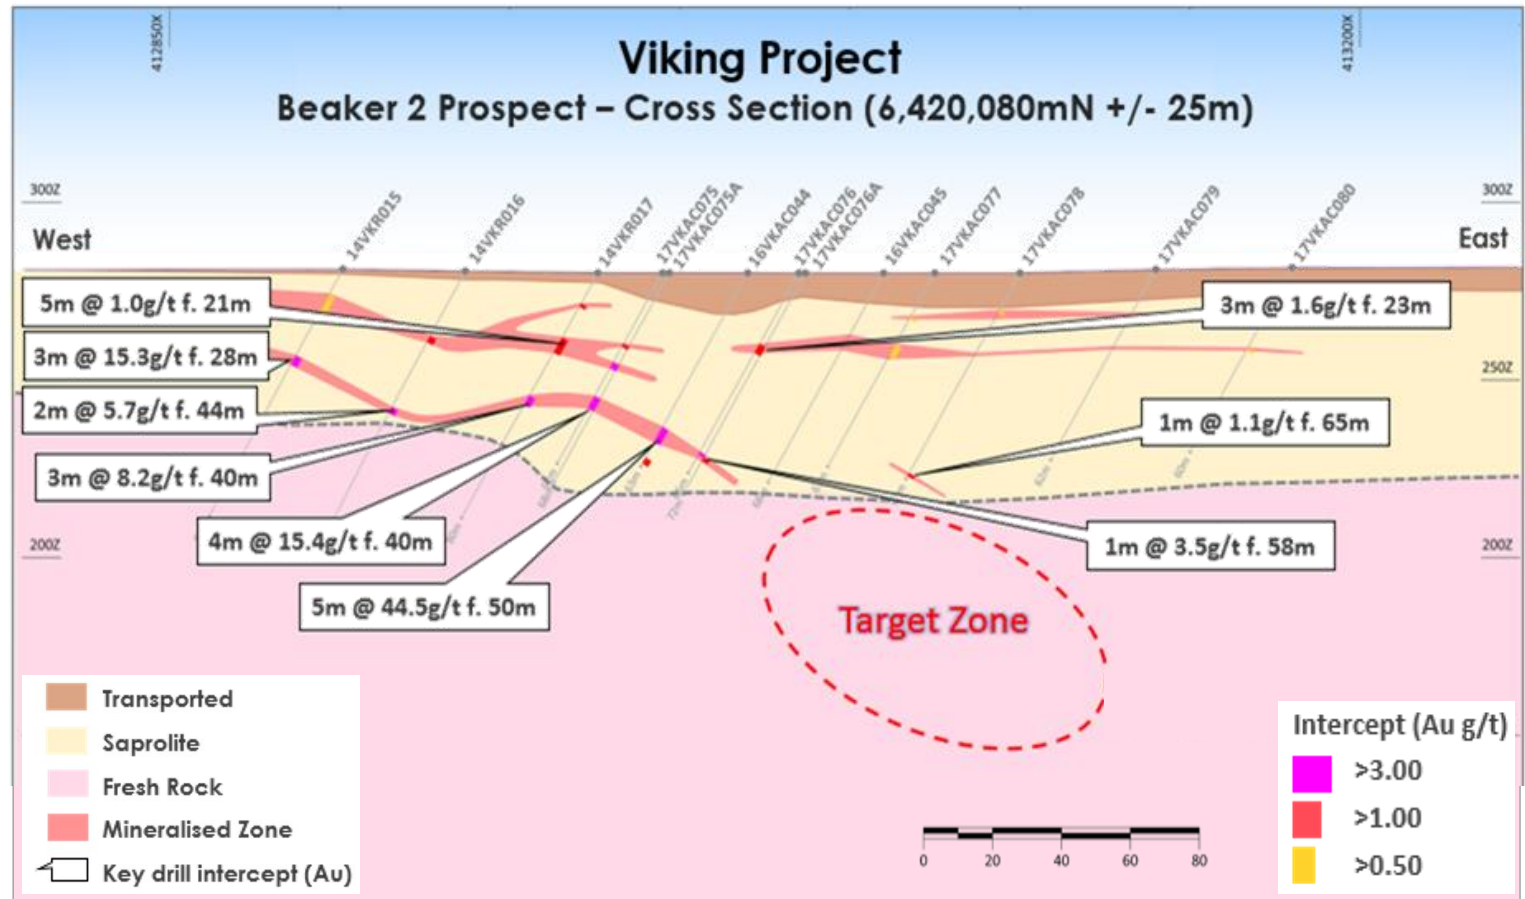 412850X
413200X
Viking Project
Beaker 2 Prospect – Cross Section (6,420,080mN +/- 25m)
300Z
300Z
West
East
14VKR015
14VKR016
14VKR017
17VKAC075
17VKAC075A
16VKAC044
17VKAC076
17VKAC076A
16VKAC045
17VKAC077
17VKAC078
17VKAC079
17VKAC080
5m @ 1.0g/t f. 21m
3m @ 1.6g/t f. 23m
3m @ 15.3g/t f. 28m
250Z
2m @ 5.7g/t f. 44m
1m @ 1.1g/t f. 65m
3m @ 8.2g/t f. 40m
72m
62m
60m
4m @ 15.4g/t f. 40m
1m @ 3.5g/t f. 58m
200Z
200Z
5m @ 44.5g/t f. 50m
Target Zone
Transported
Saprolite
Fresh Rock
Mineralised Zone
Key drill intercept (Au)
0 20 40 60 80
Intercept (Au g/t)
>3.00
>1.00
>0.50